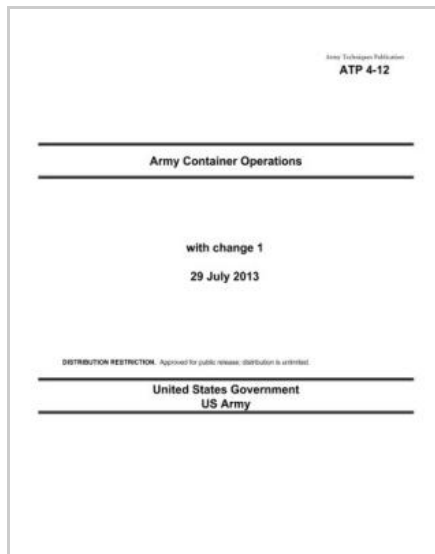 Army Techniques Publication
ATP 4-12
Army Container Operations
with change 1
29 July 2013
DISTRIBUTION RESTRICTION. Approved for public release; distribution is unlimited.
United States Government
US Army